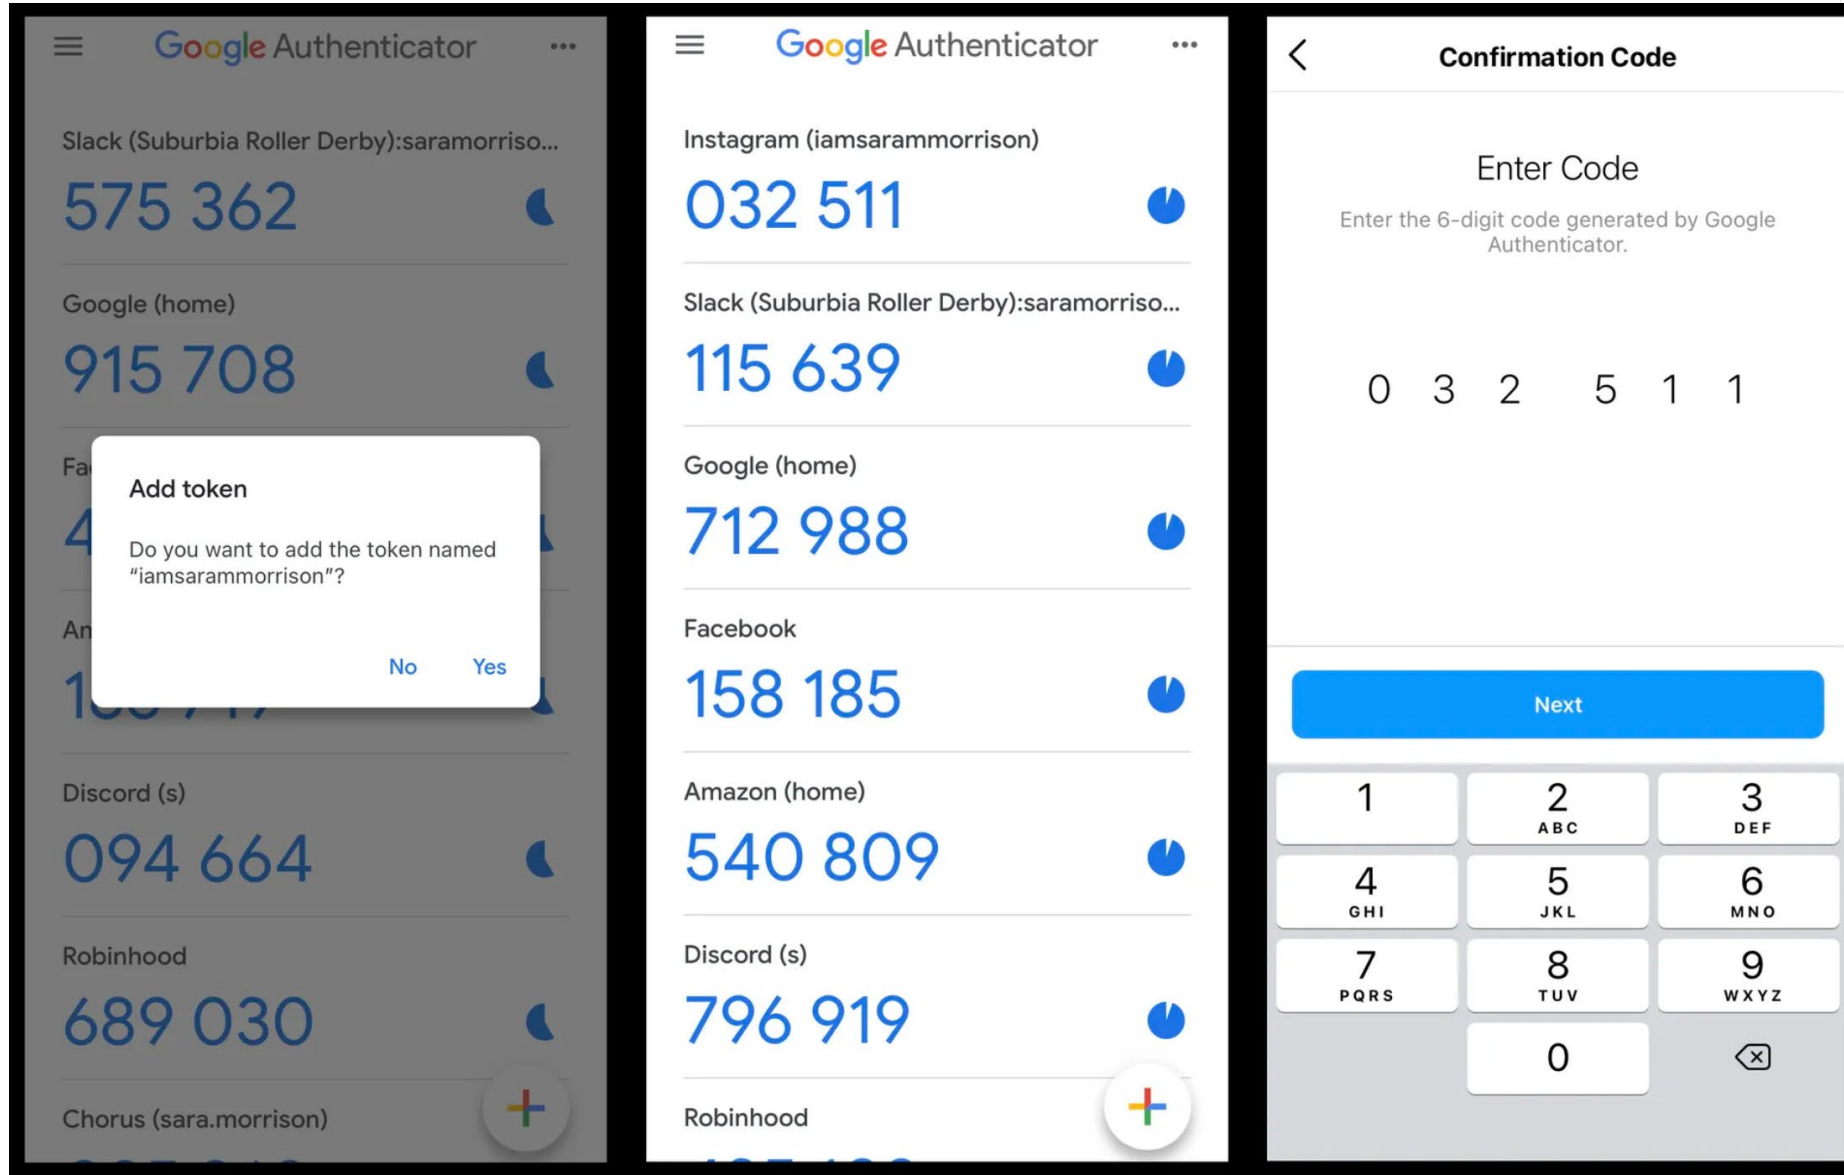 Google Authenticator
Slack (Suburbia Roller Derby):saramorriso...
575 362
Google (home)
915 708
Add token
Do you want to add the token named
“iamsarammorrison”?
No Yes
Discord (s)
094 664
Robinhood
689 030
Chorus (sara.morrison)
Google Authenticator
Instagram (iamsarammorrison)
032 511
Slack (Suburbia Roller Derby):saramorriso...
115 639
Google (home)
712 988
Facebook
158 185
Amazon (home)
540 809
Discord (s)
796 919
Robinhood
Confirmation Code
Enter Code
Enter the 6-digit code generated by Google
Authenticator.
0 3 2 5 1 1
Next
1 2 3
ABC DEF
4 5 6
GHI JKL MNO
7 8 9
PQRS TUV WXYZ
0